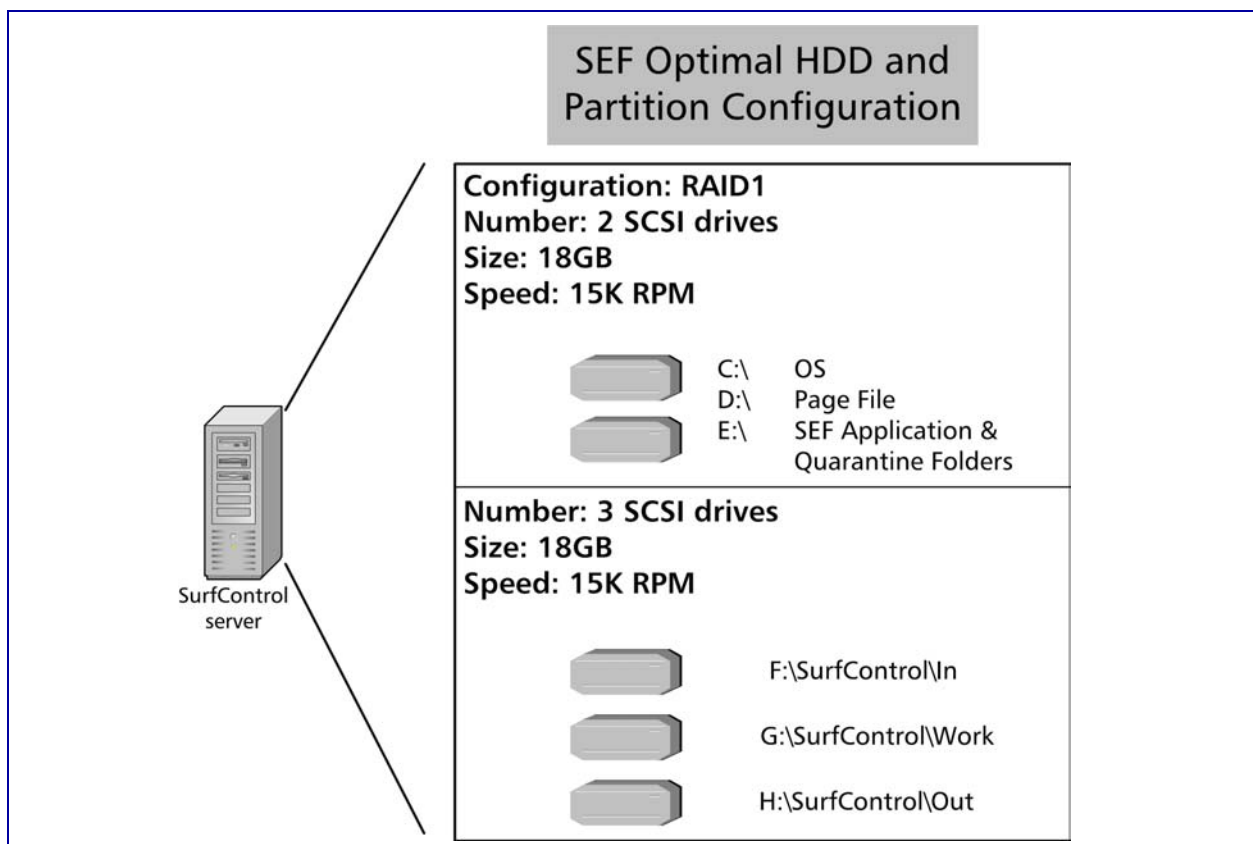 SEF Optimal HDD and
Partition Configuration
Configuration: RAID1
Number: 2 SCSI drives
Size: 18GB
Speed: 15K RPM
C:\ OS
D:\ Page File
E:\ SEF Application &
Quarantine Folders
SurfControl
server
Number: 3 SCSI drives
Size: 18GB
Speed: 15K RPM
F:\SurfControl\In
G:\SurfControl\Work
H:\SurfControl\Out